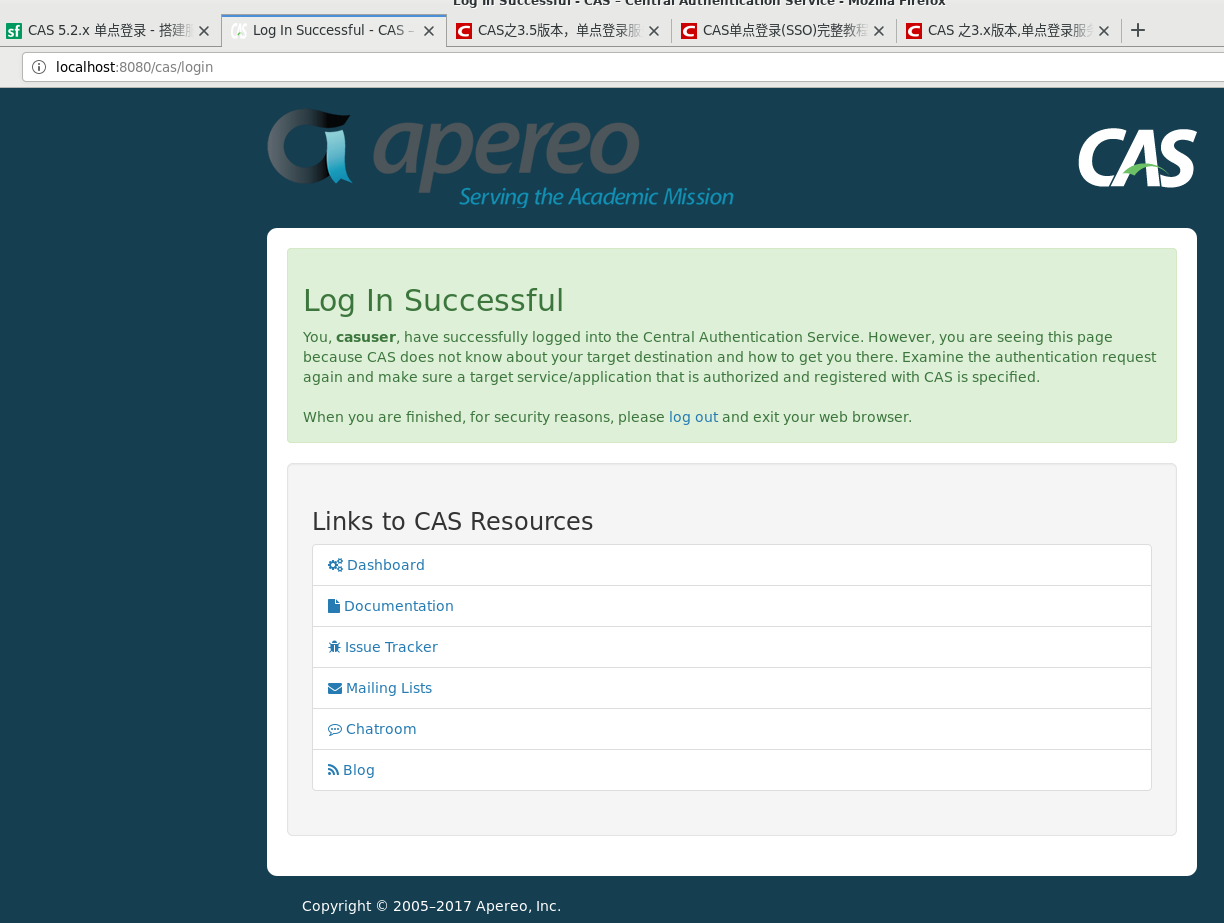 Log In Successful - CAS – Central Authentication Service - Mozilla Firefox
sf CAS 5.2.x 单点登录 - 搭建 Log In Successful - CAS – CAS之3.5版本，单点登录服 CAS单点登录(SSO)完整教程 CAS 之3.x版本,单点登录服
localhost:8080/cas/login
apereo
Serving the Academic Mission
CAS
Log In Successful
You, casuser, have successfully logged into the Central Authentication Service. However, you are seeing this page
because CAS does not know about your target destination and how to get you there. Examine the authentication request
again and make sure a target service/application that is authorized and registered with CAS is specified.
When you are finished, for security reasons, please log out and exit your web browser.
Links to CAS Resources
Dashboard
Documentation
Issue Tracker
Mailing Lists
Chatroom
Blog
Copyright © 2005–2017 Apereo, Inc.